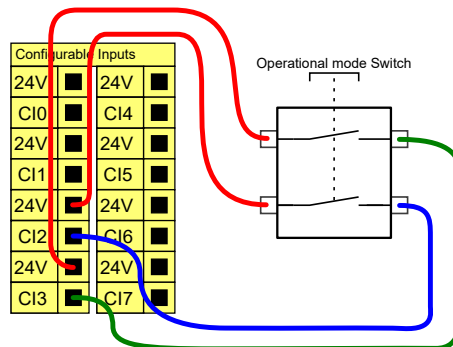 Configurable Inputs
Operational mode Switch
24V 24V
CI0 CI4
24V 24V
CI1 CI5
24V 24V
CI2 CI6
24V 24V
CI3 CI7